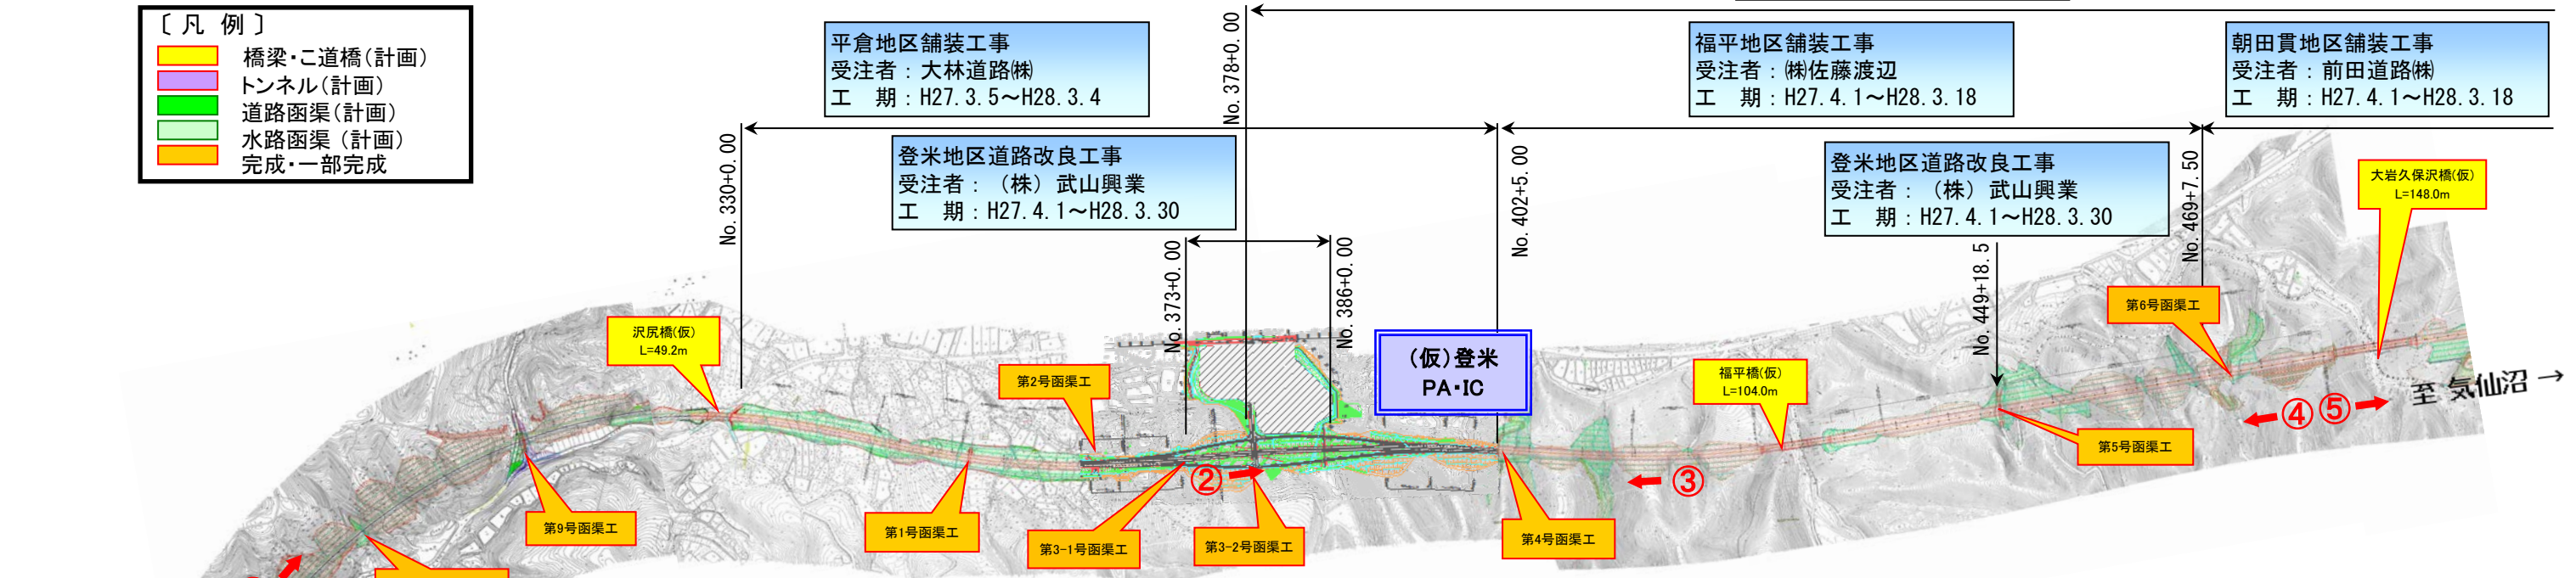 〔 凡 例 〕
橋梁・こ道橋(計画)
トンネル(計画)
道路函渠(計画)
水路函渠 (計画)
完成・一部完成
平倉地区舗装工事
受注者：大林道路㈱
工　期：H27.3.5～H28.3.4
福平地区舗装工事
受注者：㈱佐藤渡辺
工　期：H27.4.1～H28.3.18
朝田貫地区舗装工事
受注者：前田道路㈱
工　期：H27.4.1～H28.3.18
登米地区道路改良工事
受注者：（株）武山興業
工　期：H27.4.1～H28.3.30
登米地区道路改良工事
受注者：（株）武山興業
工　期：H27.4.1～H28.3.30
No.330+0.00
No.378+0.00
No.373+0.00
No.386+0.00
No.402+5.00
No.449+18.5
No.469+7.50
大岩久保沢橋(仮)
L=148.0m
沢尻橋(仮)
L=49.2m
(仮)登米
PA・IC
福平橋(仮)
L=104.0m
第6号函渠工
第2号函渠工
第5号函渠工
第9号函渠工
第1号函渠工
第3-1号函渠工
第3-2号函渠工
第4号函渠工
②
③
④
⑤
至 気仙沼 →